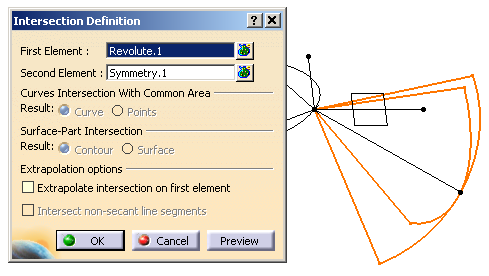 Intersection Definition
First Element : Revolute.1
Second Element : Symmetry.1
Curves Intersection With Common Area
Result: Curve Points
Surface-Part Intersection
Result: Contour Surface
Extrapolation options
Extrapolate intersection on first element
Intersect non-secant line segments
OK Cancel Preview